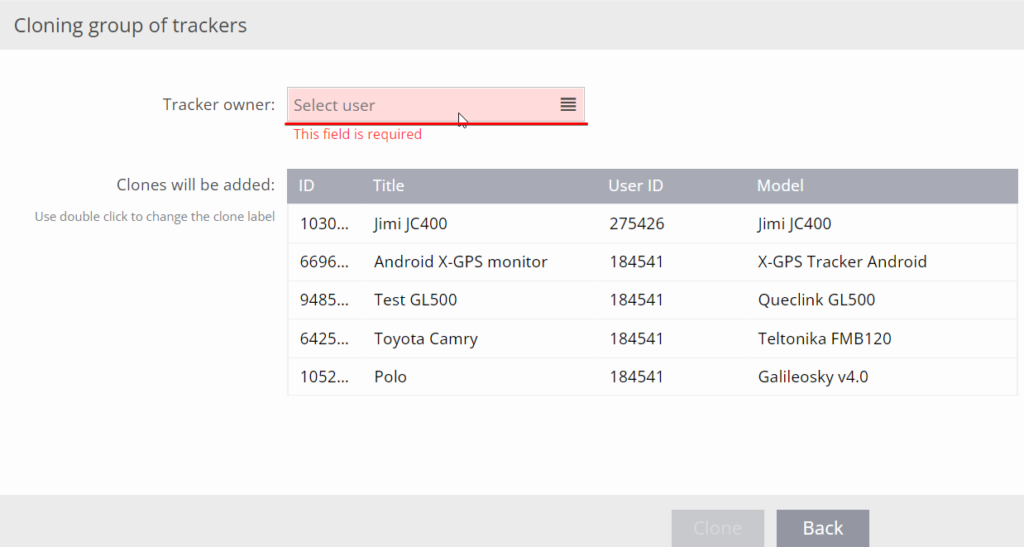 Cloning group of trackers
Tracker owner: Select user
This field is required
Clones will be added:
Use double click to change the clone label
ID Title User ID Model
1030... Jimi JC400 275426 Jimi JC400
6696... Android X-GPS monitor 184541 X-GPS Tracker Android
9485... Test GL500 184541 Queclink GL500
6425... Toyota Camry 184541 Teltonika FMB120
1052... Polo 184541 Galileosky v4.0
Clone Back